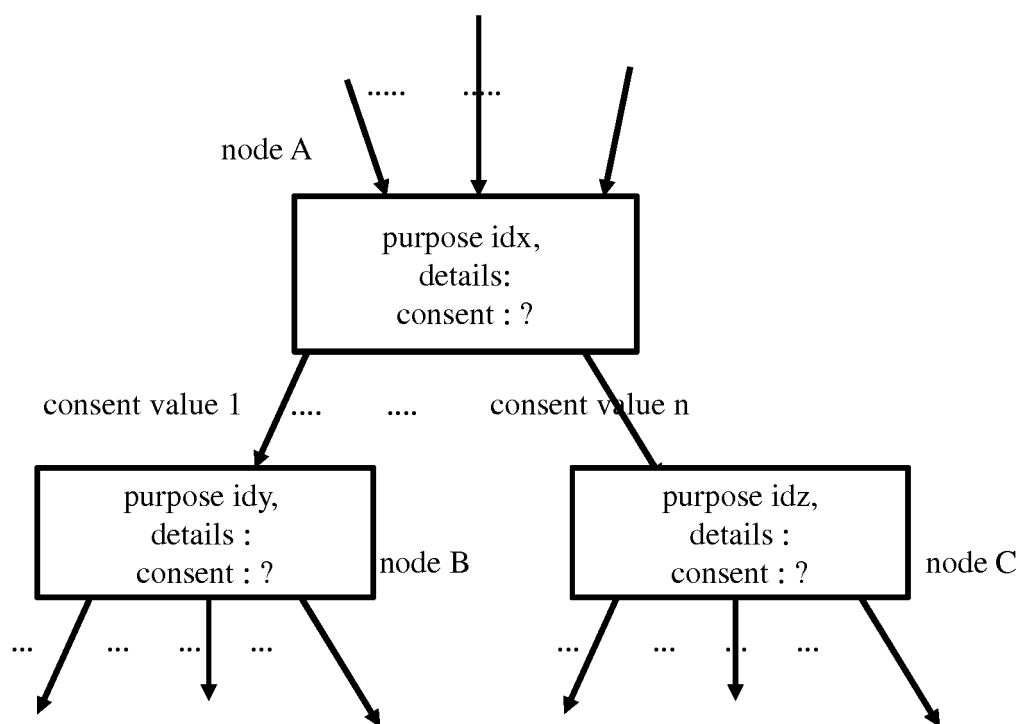 ..... .....
node A
purpose idx,
details:
consent : ?
consent value 1 .... .... consent value n
purpose idy,
details :
consent : ?
node B
purpose idz,
details :
consent : ?
node C
... ... ... ... ... ... ... ...